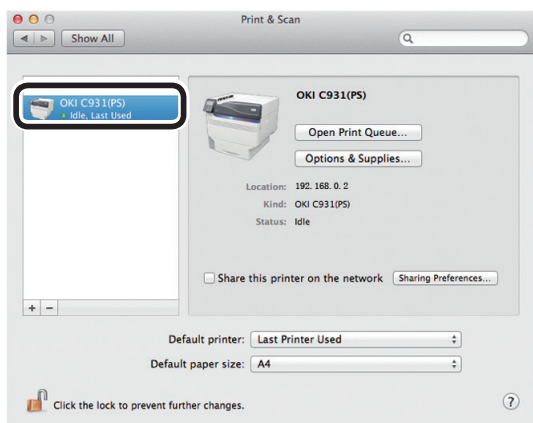 Print & Scan
Show All
OKI C931(PS)
Idle, Last Used
OKI C931(PS)
Open Print Queue...
Options & Supplies...
Location: 192. 168. 0. 2
Kind: OKI C931(PS)
Status: Idle
Share this printer on the network Sharing Preferences...
+ −
Default printer: Last Printer Used
Default paper size: A4
Click the lock to prevent further changes. ?